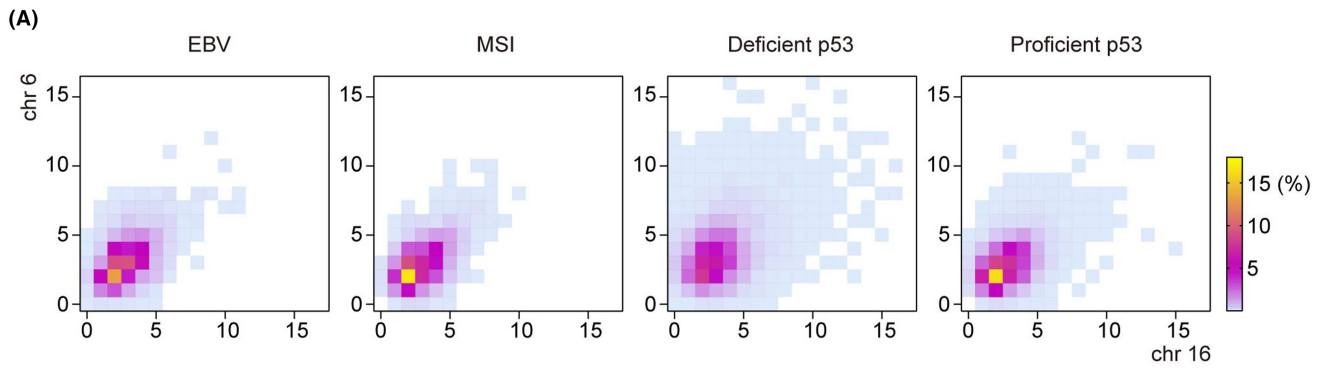 (A)
EBV MSI Deficient p53 Proficient p53
chr 6
15 15 15 15
10 10 10 10
15 (%)
10
5 5 5 5
5
0 0 0 0
0 5 10 15 0 5 10 15 0 5 10 15 0 5 10 15
chr 16